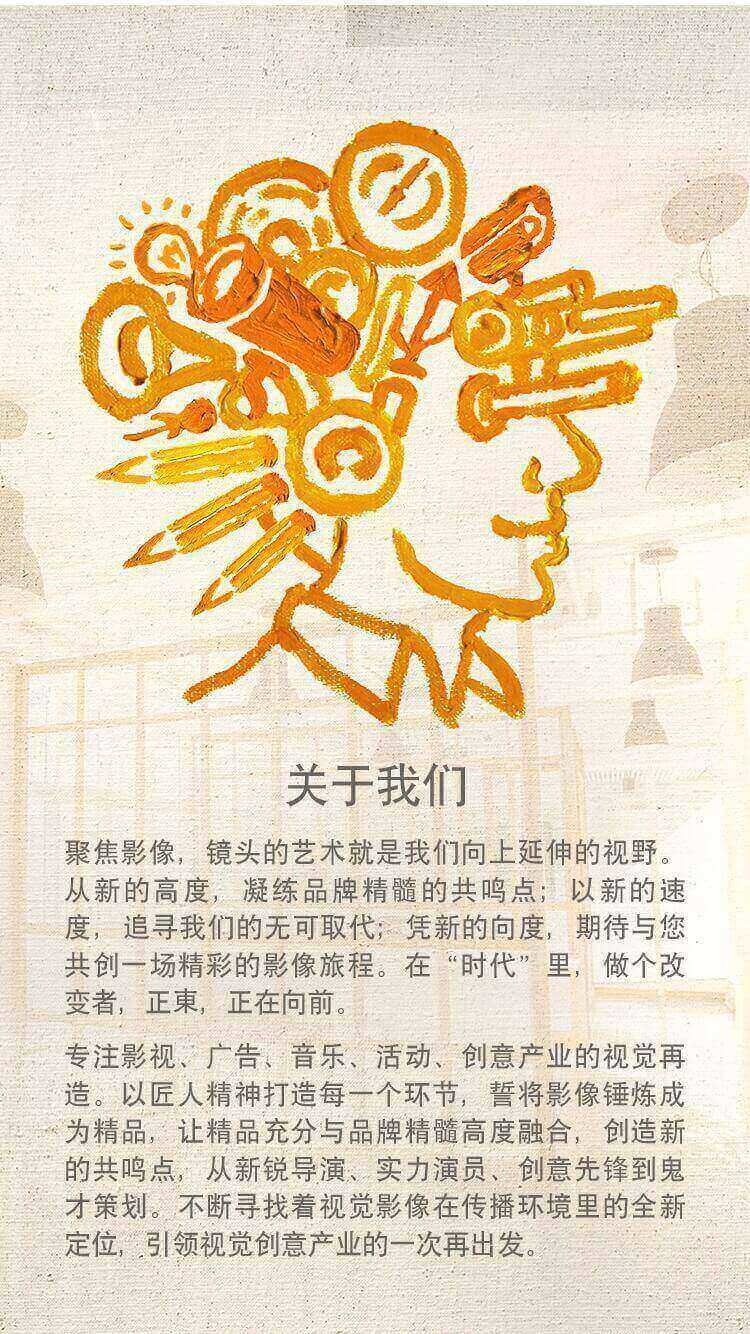 关于我们
聚焦影像，镜头的艺术就是我们向上延伸的视野。
从新的高度，凝练品牌精髓的共鸣点；以新的速
度，追寻我们的无可取代；凭新的向度，期待与您
共创一场精彩的影像旅程。在“时代”里，做个改
变者，正東，正在向前。
专注影视、广告、音乐、活动、创意产业的视觉再
造。以匠人精神打造每一个环节，誓将影像锤炼成
为精品，让精品充分与品牌精髓高度融合，创造新
的共鸣点，从新锐导演、实力演员、创意先锋到鬼
才策划。不断寻找着视觉影像在传播环境里的全新
定位，引领视觉创意产业的一次再出发。